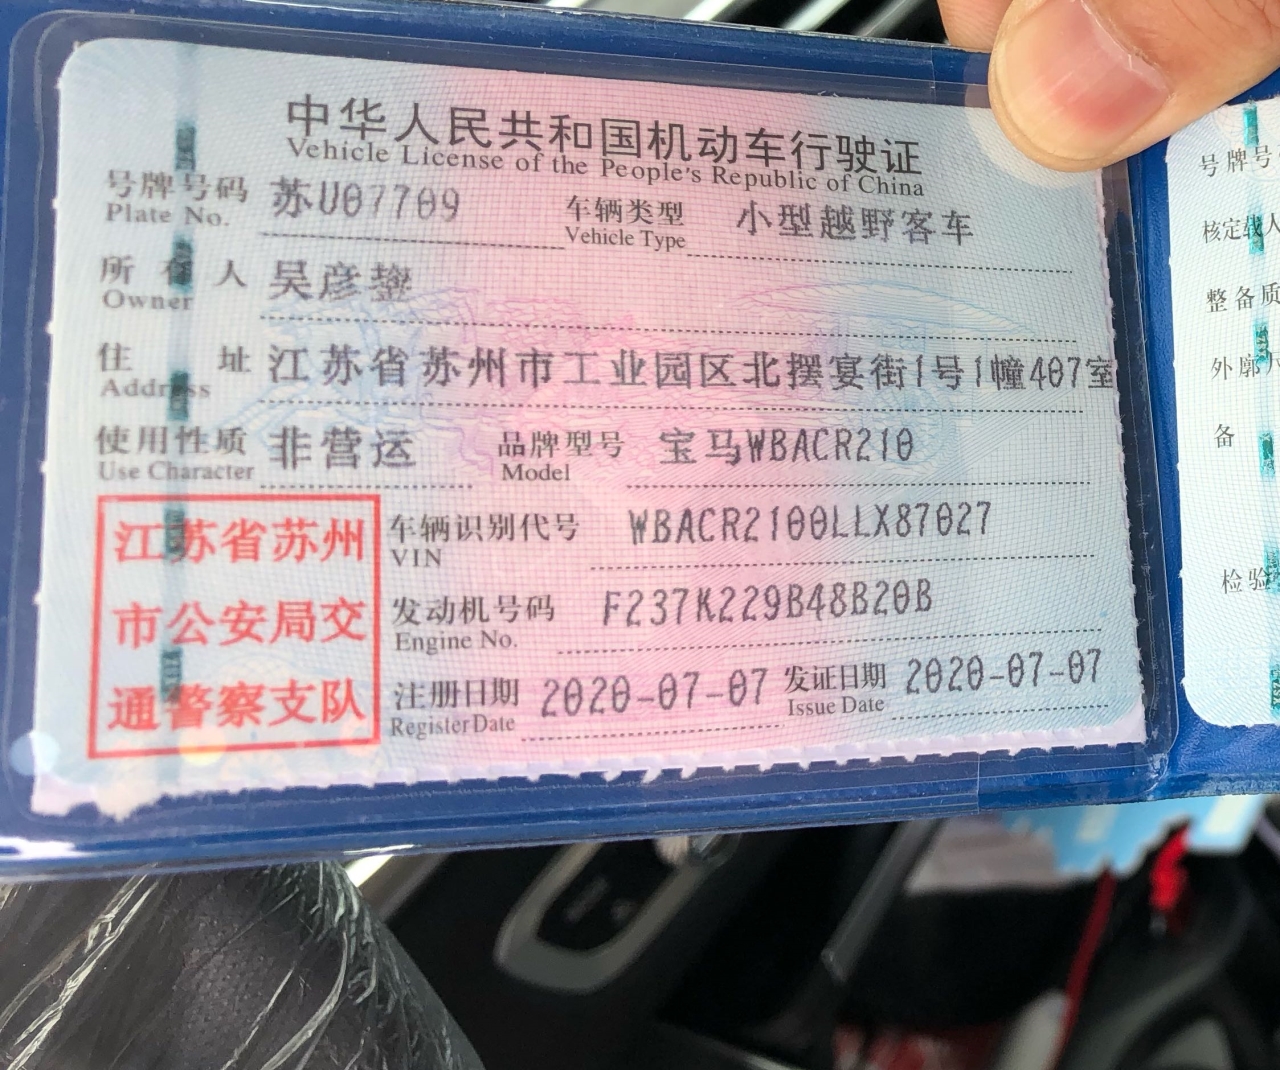 中华人民共和国机动车行驶证
Vehicle License of the People's Republic of China
号牌号码 苏U07709 车辆类型 小型越野客车
Plate No. Vehicle Type
所有人 吴彦鋆
Owner
住址 江苏省苏州市工业园区北摆宴街1号1幢407室
Address
使用性质 非营运 品牌型号 宝马WBACR210
Use Character Model
江苏省苏州
市公安局交
通警察支队
车辆识别代号 WBACR2100LLX87027
VIN
发动机号码 F237K229B48B20B
Engine No.
注册日期 2020-07-07 发证日期 2020-07-07
Register Date Issue Date
号牌号
核定载人
整备质
外廓尺
备
检验